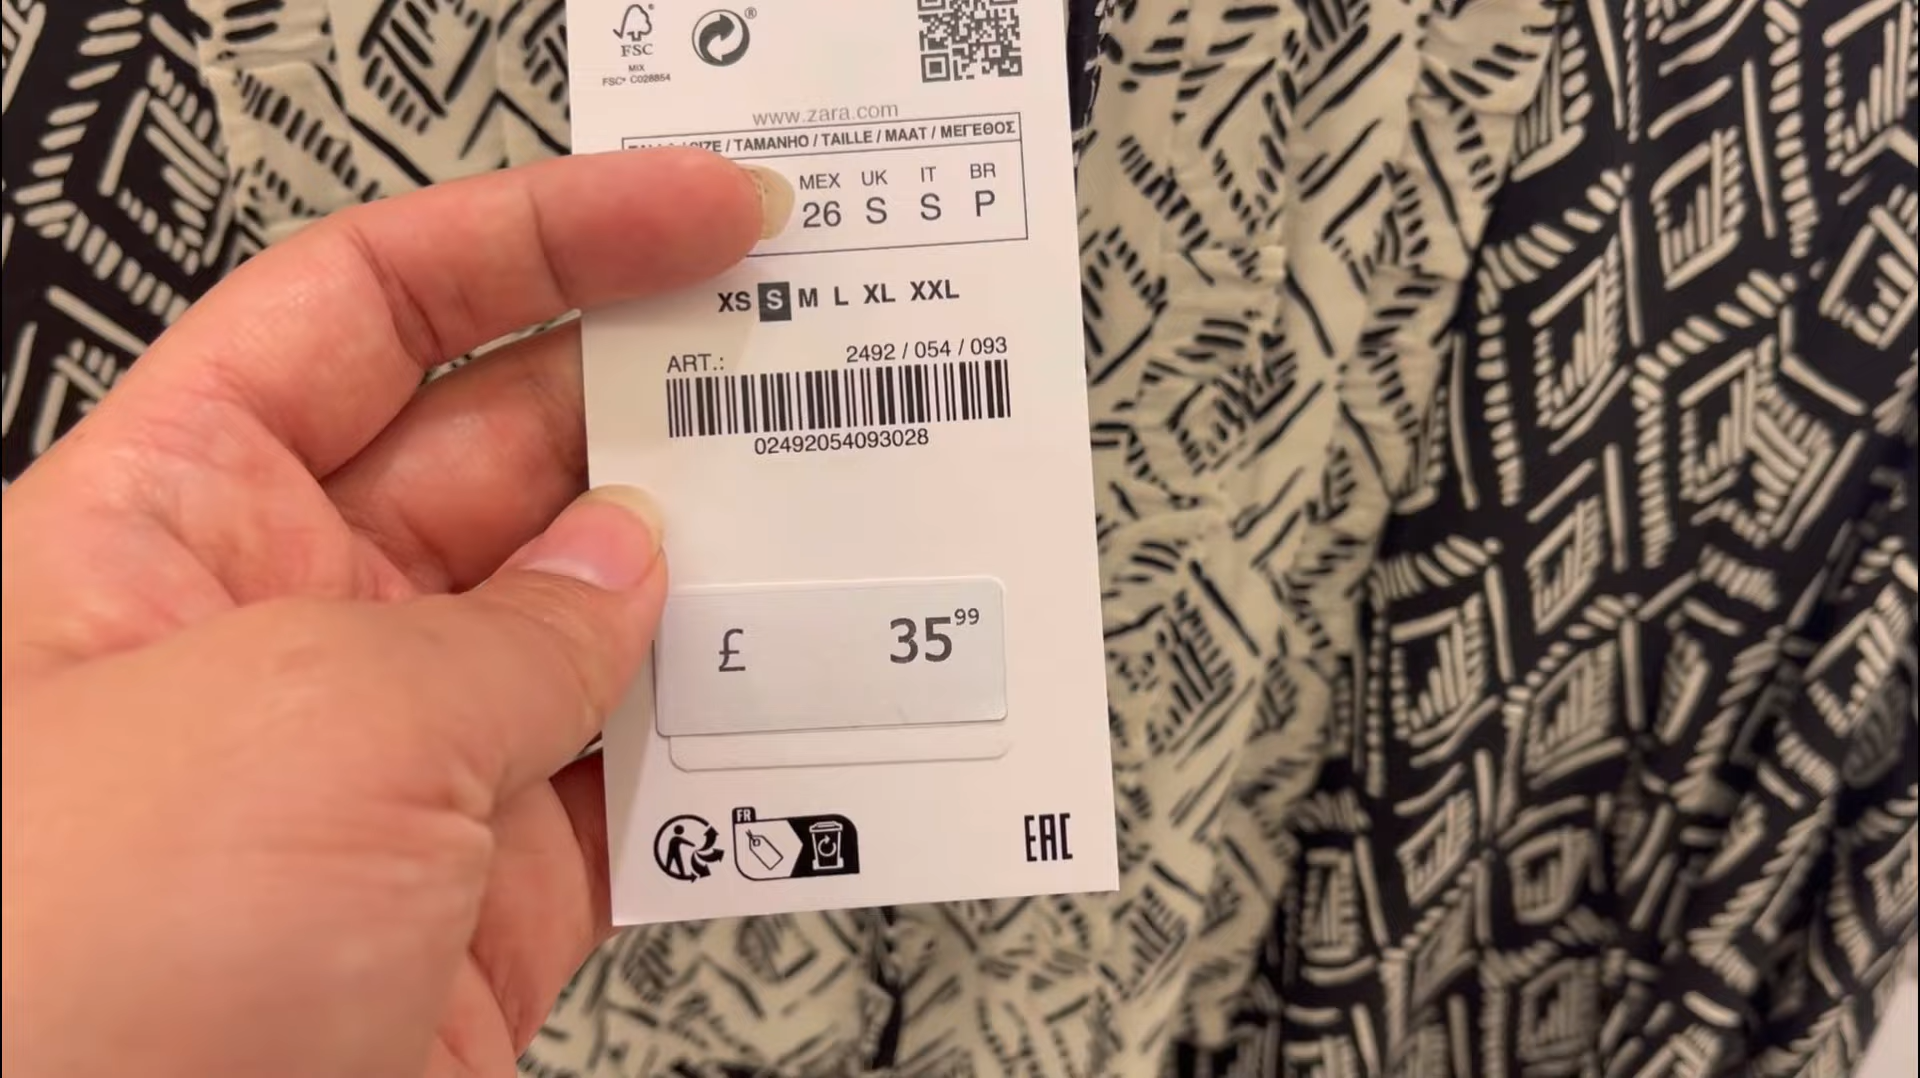 FSC
MIX
FSC® C028854
®
www.zara.com
/ TAMANHO / TAILLE / MAAT / ΜΕΓΕΘΟΣ
MEX UK IT BR
26 S S P
XS S M L XL XXL
ART.: 2492 / 054 / 093
02492054093028
£ 35 99
FR
EAC